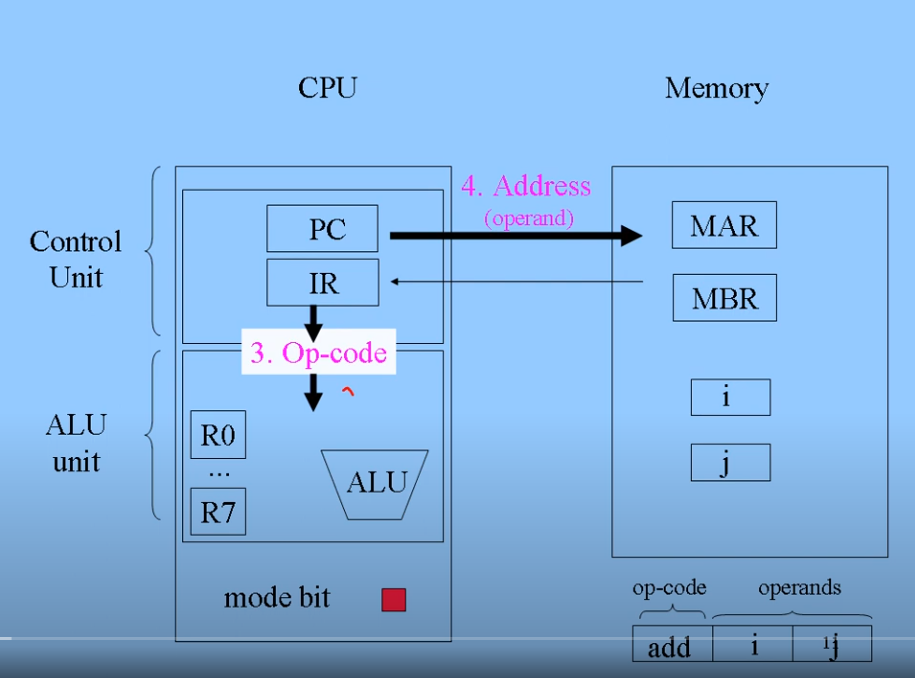 CPU
Memory
4. Address
(operand)
Control
Unit
PC
MAR
IR
MBR
3. Op-code
i
ALU
unit
R0
...
R7
ALU
j
mode bit
op-code
operands
add
i
j